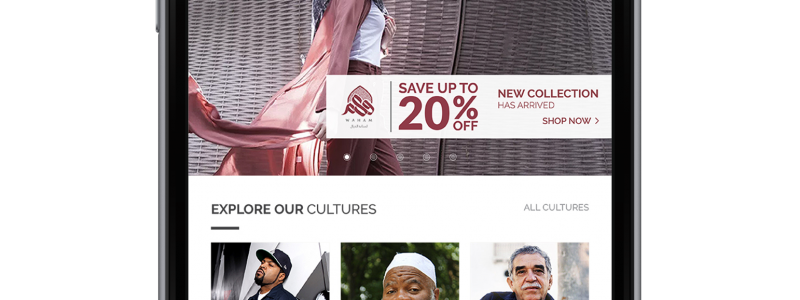 SAVE UP TO
20% OFF
NEW COLLECTION
HAS ARRIVED
SHOP NOW >
WAHAM
EXPLORE OUR CULTURES
ALL CULTURES